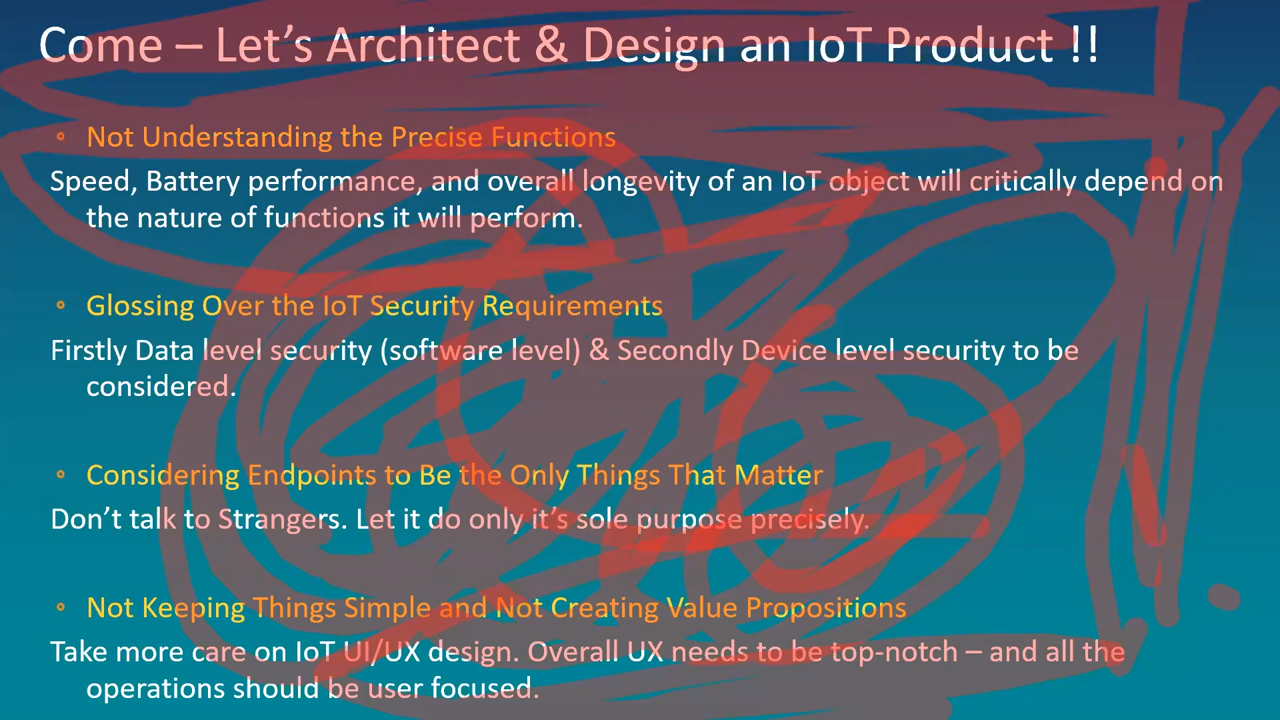 Come – Let’s Architect & Design an IoT Product !!
◦ Not Understanding the Precise Functions
Speed, Battery performance, and overall longevity of an IoT object will critically depend on
the nature of functions it will perform.
◦ Glossing Over the IoT Security Requirements
Firstly Data level security (software level) & Secondly Device level security to be
considered.
◦ Considering Endpoints to Be the Only Things That Matter
Don’t talk to Strangers. Let it do only it’s sole purpose precisely.
◦ Not Keeping Things Simple and Not Creating Value Propositions
Take more care on IoT UI/UX design. Overall UX needs to be top-notch – and all the
operations should be user focused.